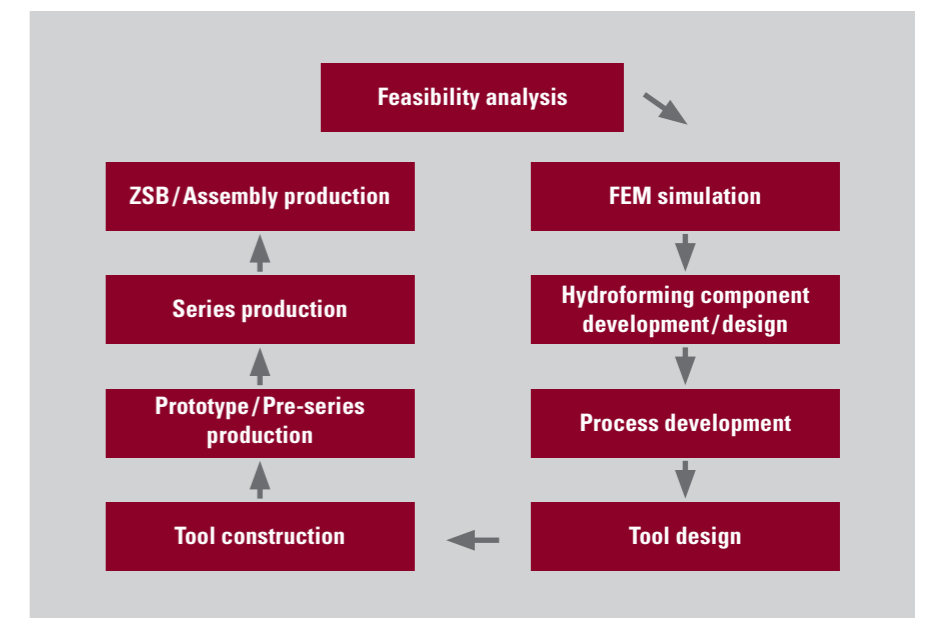 Feasibility analysis
FEM simulation
Hydroforming component
development/design
Process development
Tool design
Tool construction
Prototype/Pre-series
production
Series production
ZSB/Assembly production